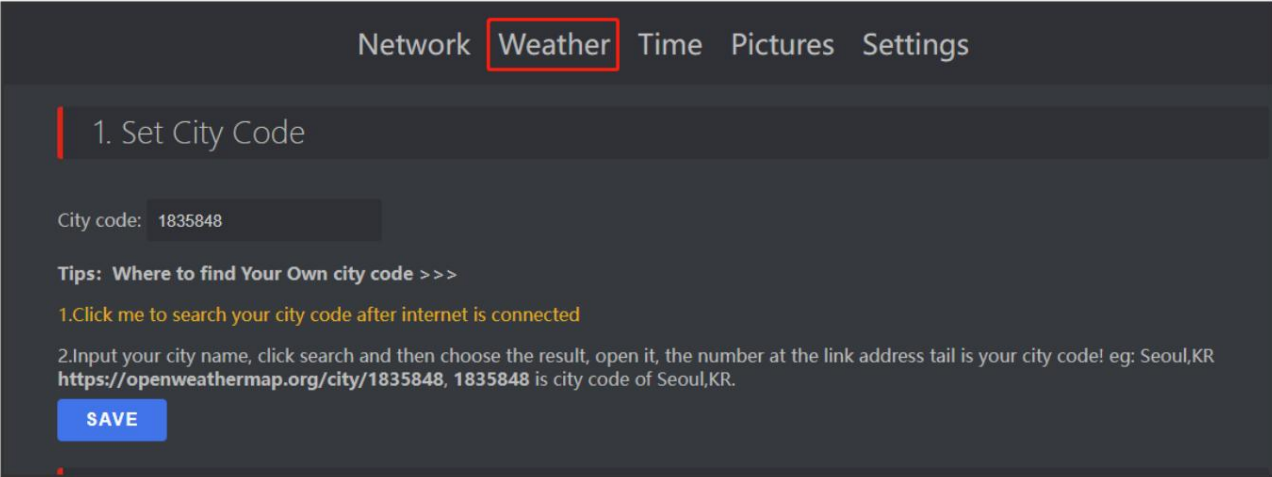 Network Weather Time Pictures Settings
1. Set City Code
City code: 1835848
Tips: Where to find Your Own city code >>>
1.Click me to search your city code after internet is connected
2.Input your city name, click search and then choose the result, open it, the number at the link address tail is your city code! eg: Seoul,KR
https://openweathermap.org/city/1835848, 1835848 is city code of Seoul,KR.
SAVE